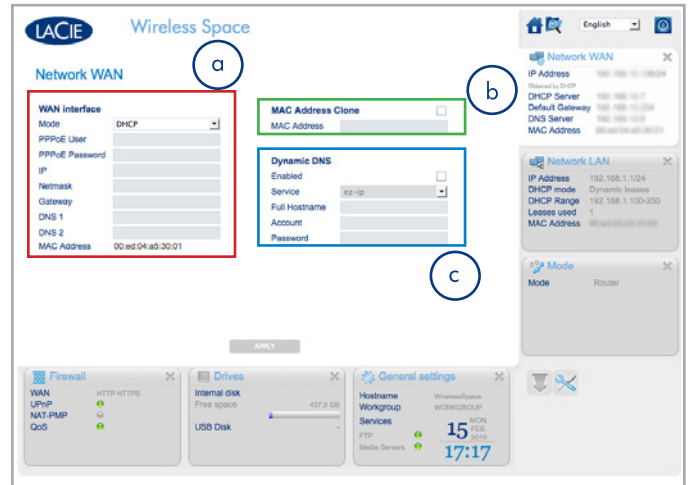 LACIE
Wireless Space
English
a
b
Network WAN
WAN interface
Mode DHCP
PPPoE User
PPPoE Password
IP
Netmask
Gateway
DNS 1
DNS 2
MAC Address 00:ed:04:a5:30:01
MAC Address Clone
MAC Address
Dynamic DNS
Enabled
Service ez-ip
Full Hostname
Account
Password
c
APPLY
Network WAN
IP Address
Obtained by DHCP
DHCP Server
Default Gateway
DNS Server
MAC Address
Network LAN
IP Address 192.168.1.1/24
DHCP mode Dynamic leases
DHCP Range 192.168.1.100-250
Leases used 1
MAC Address
Mode
Mode Router
Firewall
WAN HTTP HTTPS
UPnP
NAT-PMP
QoS
Drives
Internal disk
Free space 437.9 GB
USB Disk -
General settings
Hostname WirelessSpace
Workgroup WORKGROUP
Services
FTP
Media Servers
15 MON.
FEB.
2010
17:17